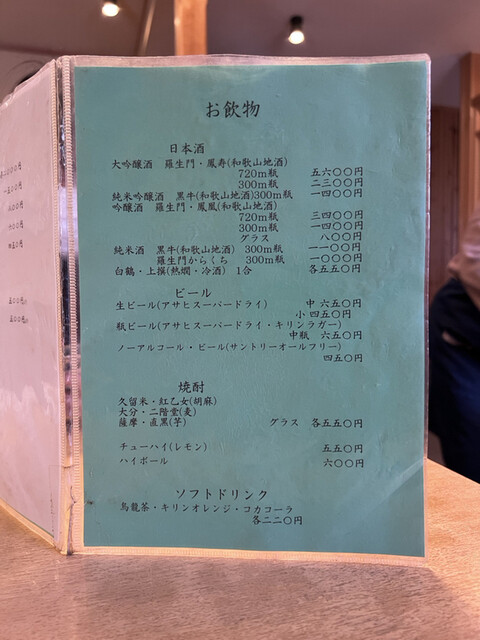 お飲物
日本酒
大吟醸酒 羅生門・鳳寿(和歌山地酒)
720m瓶 五六〇〇円
300m瓶 二三〇〇円
純米吟醸酒 黒牛(和歌山地酒)300m瓶 一四〇〇円
吟醸酒 羅生門・鳳凰(和歌山地酒)
720m瓶 三四〇〇円
300m瓶 一四〇〇円
グラス 八〇〇円
純米酒 黒牛(和歌山地酒) 300m瓶 一一〇〇円
羅生門からくち 300m瓶 一〇〇〇円
白鶴・上撰(熱燗・冷酒) 1合 各五五〇円
ビール
生ビール(アサヒスーパードライ) 中 六五〇円
小 四五〇円
瓶ビール(アサヒスーパードライ・キリンラガー)
中瓶 六五〇円
ノーアルコール・ビール(サントリーオールフリー)
四五〇円
焼酎
久留米・紅乙女(胡麻)
大分・二階堂(麦)
薩摩・直黒(芋) グラス 各五五〇円
チューハイ(レモン) 五五〇円
ハイボール 六〇〇円
ソフトドリンク
烏龍茶・キリンオレンジ・コカコーラ
各二二〇円